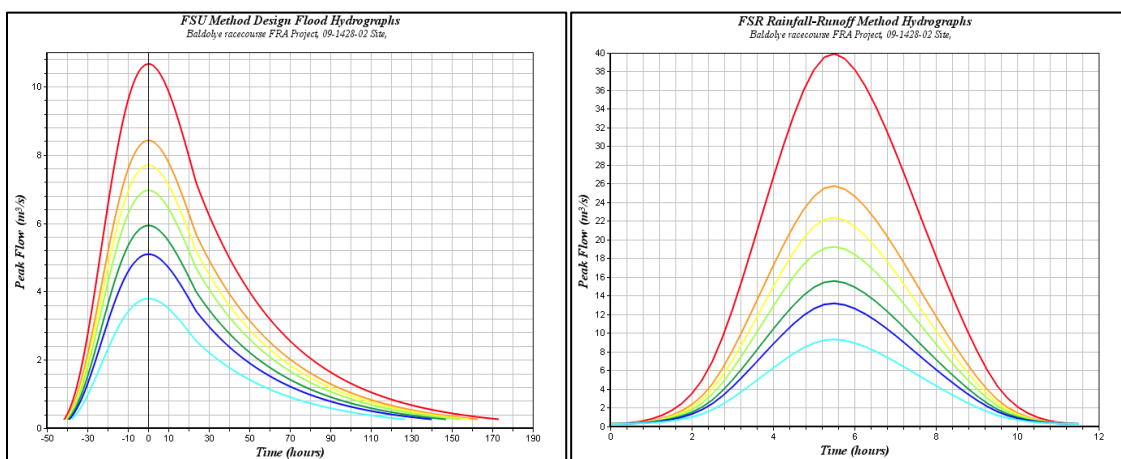 FSU Method Design Flood Hydrographs
Baldolye racecourse FRA Project, 09-1428-02 Site,
Peak Flow (m³/s)
10
8
6
4
2
0
-50 -30 -10 0 10 30 50 70 90 110 130 150 170 190
Time (hours)
FSR Rainfall-Runoff Method Hydrographs
Baldolye racecourse FRA Project, 09-1428-02 Site,
Peak Flow (m³/s)
40
38
36
34
32
30
28
26
24
22
20
18
16
14
12
10
8
6
4
2
0
0 2 4 6 8 10 12
Time (hours)